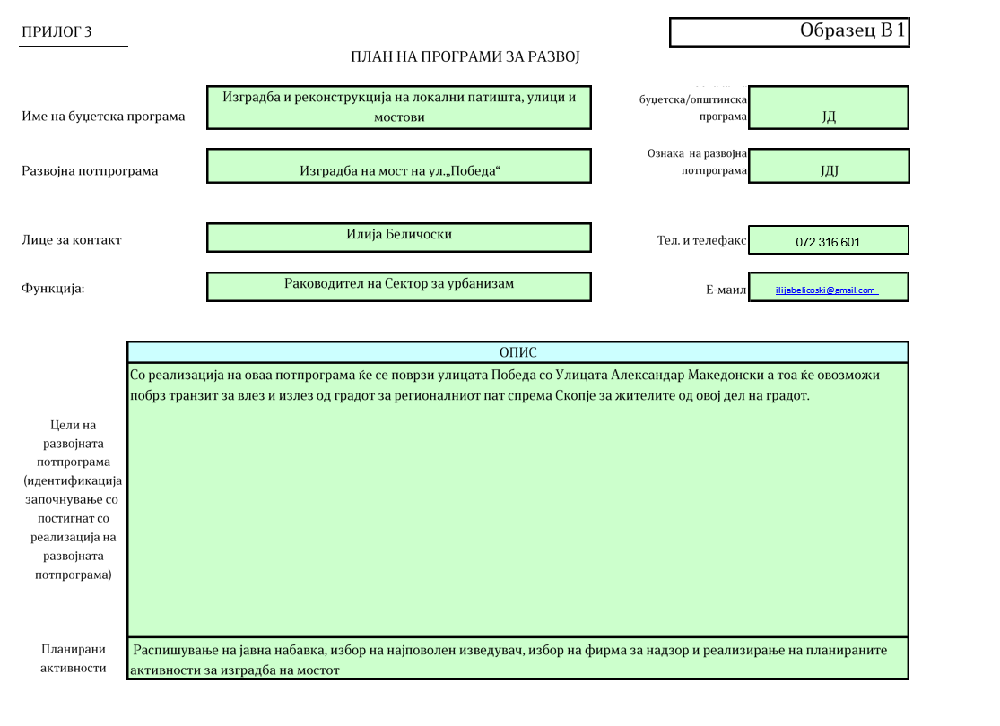 ПРИЛОГ 3
Образец В 1
ПЛАН НА ПРОГРАМИ ЗА РАЗВОЈ
Име на буџетска програма
Изградба и реконструкција на локални патишта, улици и
мостови
буџетска/општинска
програма
ЈД
Развојна потпрограма
Изградба на мост на ул.„Победа“
Ознака на развојна
потпрограма
ЈДЈ
Лице за контакт
Илија Беличоски
Тел. и телефакс
072 316 601
Функција:
Раководител на Сектор за урбанизам
Е-маил
ilijabelicoski@gmail.com
ОПИС
Цели на
развојната
потпрограма
(идентификација
започнување со
постигнат со
реализација на
развојната
потпрограма)
Со реализација на оваа потпрограма ќе се поврзи улицата Победа со Улицата Александар Македонски а тоа ќе овозможи
побрз транзит за влез и излез од градот за регионалниот пат спрема Скопје за жителите од овој дел на градот.
Планирани
активности
Распишување на јавна набавка, избор на најповолен изведувач, избор на фирма за надзор и реализирање на планираните
активности за изградба на мостот